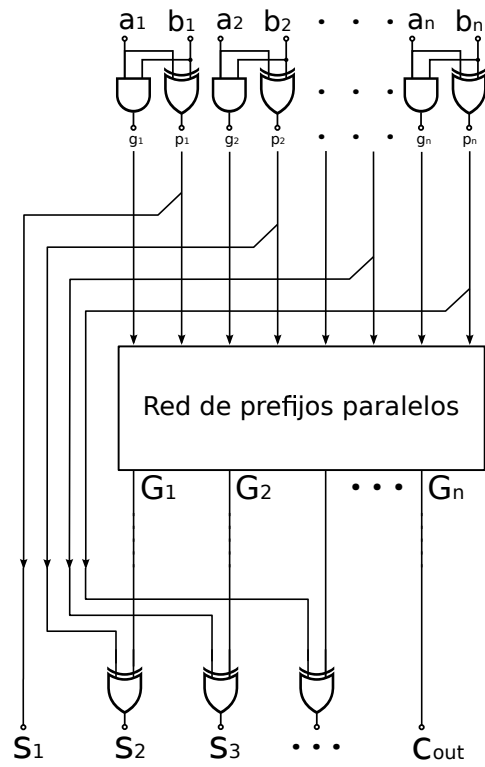 a₁ b₁ a₂ b₂ . . . aₙ bₙ
g₁ p₁ g₂ p₂ . . . gₙ pₙ
Red de prefijos paralelos
G₁ G₂ ... Gₙ
S₁ S₂ S₃ ... Cout